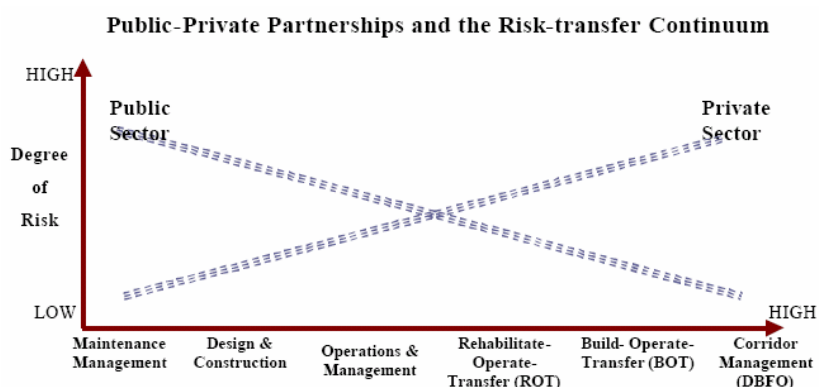 Public-Private Partnerships and the Risk-transfer Continuum
HIGH
Public
Sector
Private
Sector
Degree
of
Risk
LOW
HIGH
Maintenance
Management
Design &
Construction
Operations &
Management
Rehabilitate-
Operate-
Transfer (ROT)
Build- Operate-
Transfer (BOT)
Corridor
Management
(DBFO)